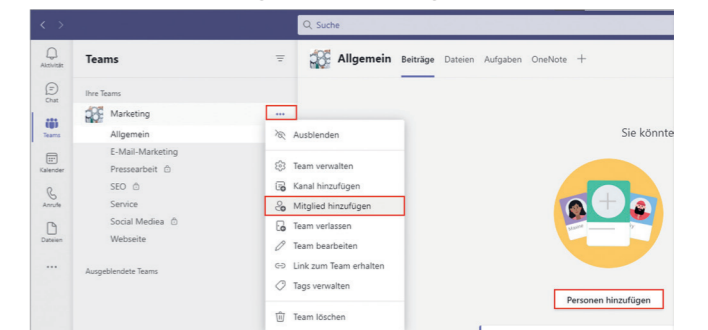 Suche
Aktivität
Teams
Allgemein Beiträge Dateien Aufgaben OneNote
Chat
Ihre Teams
Marketing
Teams
Allgemein
Ausblenden
Sie könnte
E-Mail-Marketing
Kalender
Pressearbeit
Team verwalten
SEO
Kanal hinzufügen
Anrufe
Service
Mitglied hinzufügen
Social Mediea
Team verlassen
Dateien
Webseite
Team bearbeiten
Ausgeblendete Teams
Link zum Team erhalten
Tags verwalten
Personen hinzufügen
Team löschen